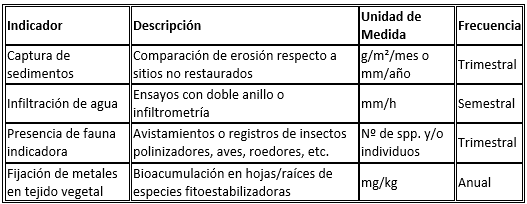 Indicador Descripción Unidad de Medida Frecuencia
Captura de sedimentos Comparación de erosión respecto a sitios no restaurados g/m²/mes o mm/año Trimestral
Infiltración de agua Ensayos con doble anillo o infiltrometría mm/h Semestral
Presencia de fauna indicadora Avistamientos o registros de insectos polinizadores, aves, roedores, etc. Nº de spp. y/o individuos Trimestral
Fijación de metales en tejido vegetal Bioacumulación en hojas/raíces de especies fitoestabilizadoras mg/kg Anual